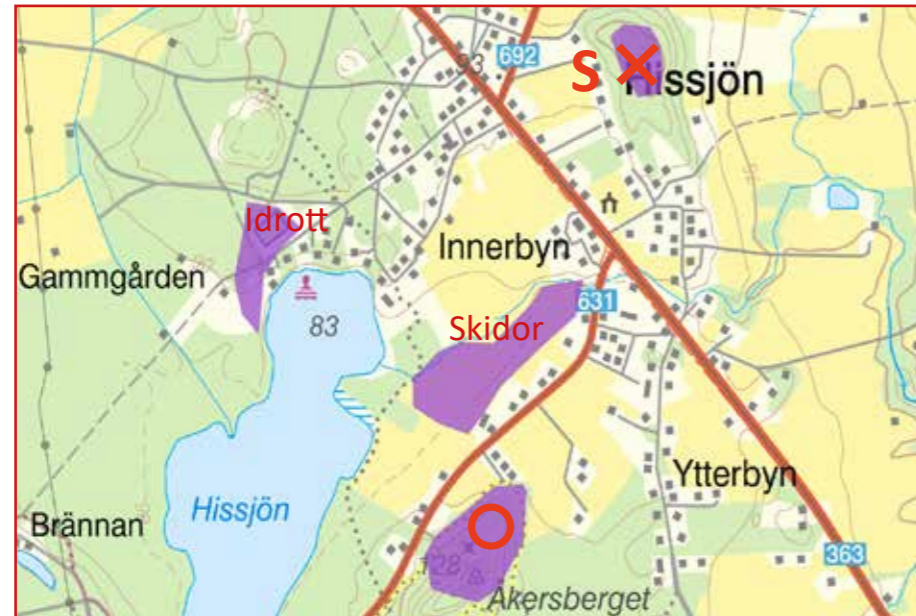 692
93
S
Hissjön
Idrott
Innerbyn
Gammgården
631
83
Skidor
Ytterbyn
Hissjön
Brännan
363
128
Åkersberget